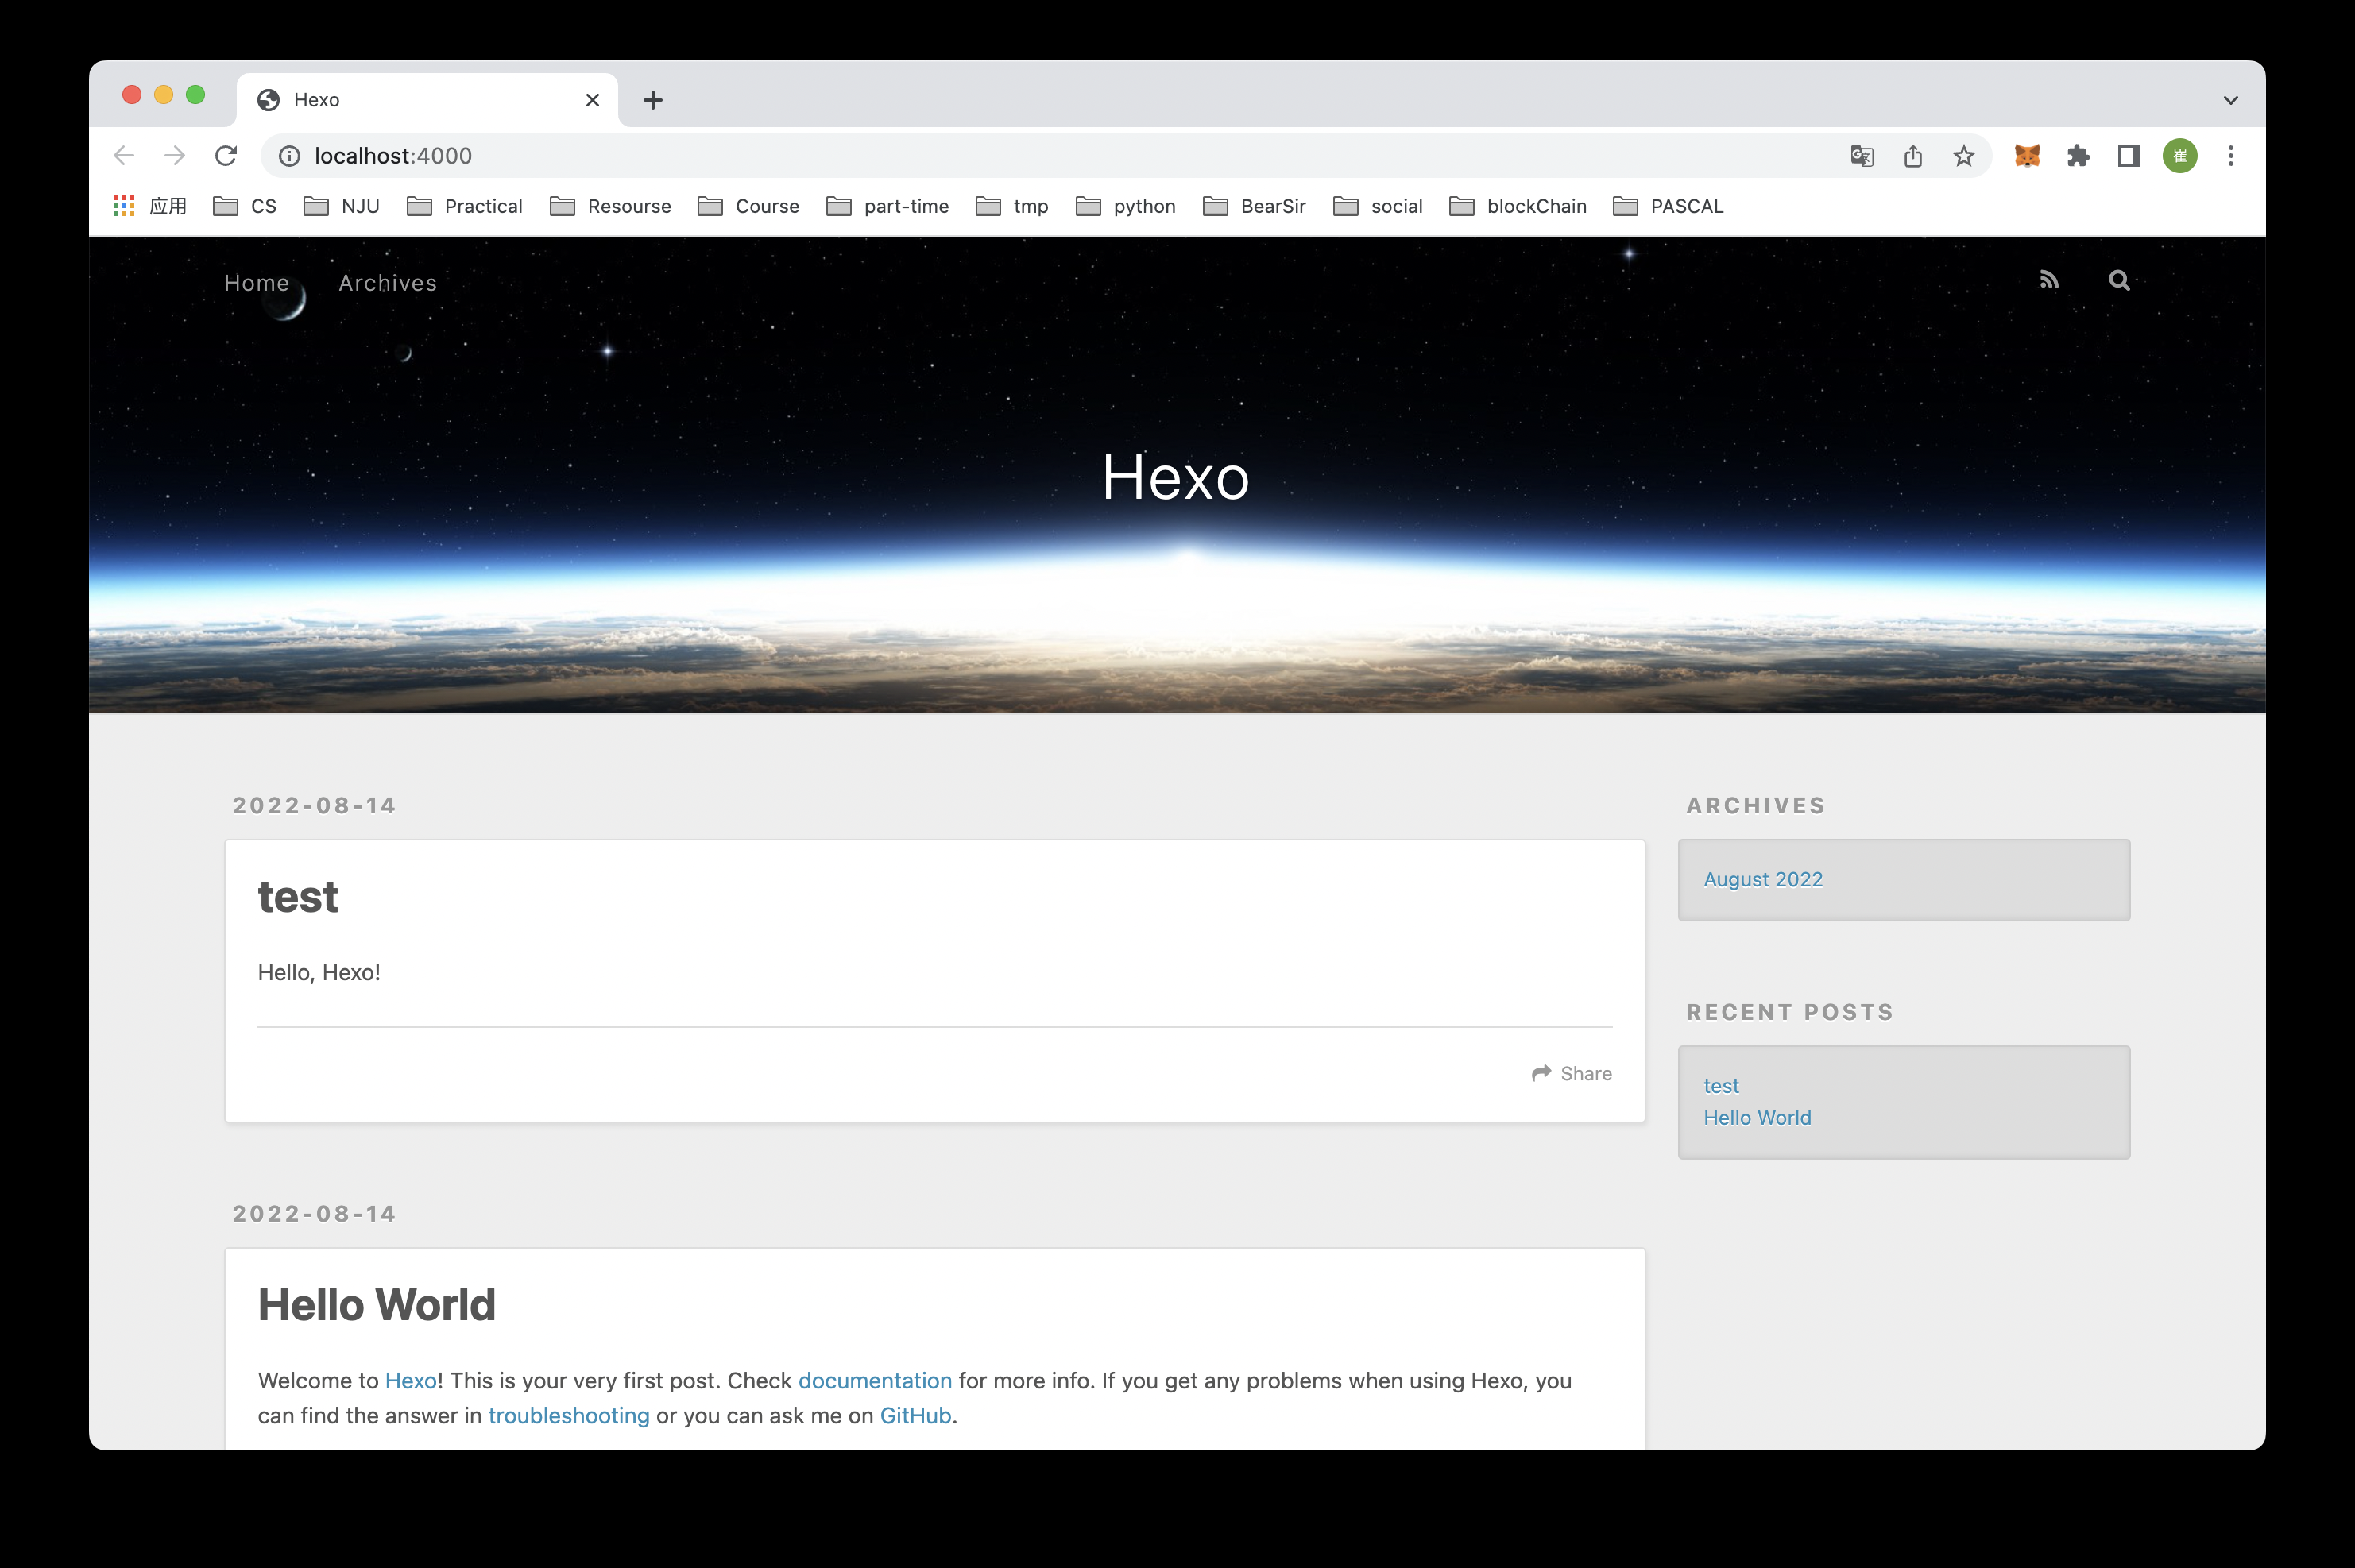 Hexo
localhost:4000
崔
应用 CS NJU Practical Resourse Course part-time tmp python BearSir social blockChain PASCAL
Home Archives
Hexo
2022-08-14
test
Hello, Hexo!
Share
2022-08-14
Hello World
Welcome to Hexo! This is your very first post. Check documentation for more info. If you get any problems when using Hexo, you
can find the answer in troubleshooting or you can ask me on GitHub.
ARCHIVES
August 2022
RECENT POSTS
test
Hello World